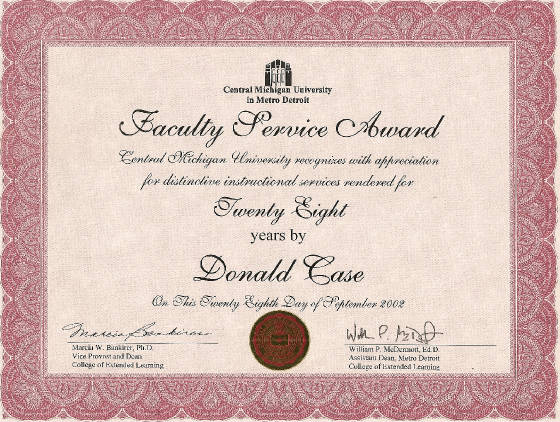 Central Michigan University
in Metro Detroit
Faculty Service Award
Central Michigan University recognizes with appreciation
for distinctive instructional services rendered for
Twenty Eight
years by
Donald Case
On This Twenty Eighth Day of September 2002
Marcia W. Bankirer, Ph.D.
Vice Provost and Dean
College of Extended Learning
William P. McDermott, Ed.D.
Assistant Dean, Metro Detroit
College of Extended Learning